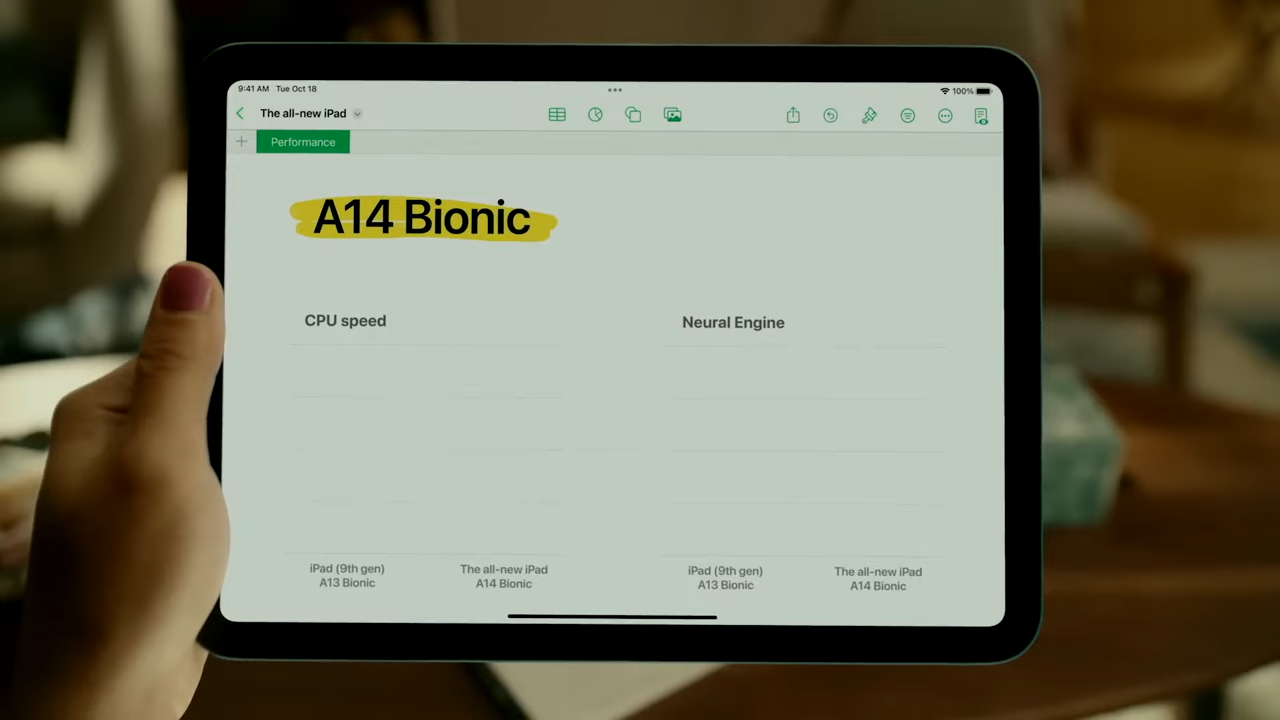 9:41 AM Tue Oct 18
100%
The all-new iPad
Performance
A14 Bionic
CPU speed
Neural Engine
iPad (9th gen)
A13 Bionic
The all-new iPad
A14 Bionic
iPad (9th gen)
A13 Bionic
The all-new iPad
A14 Bionic